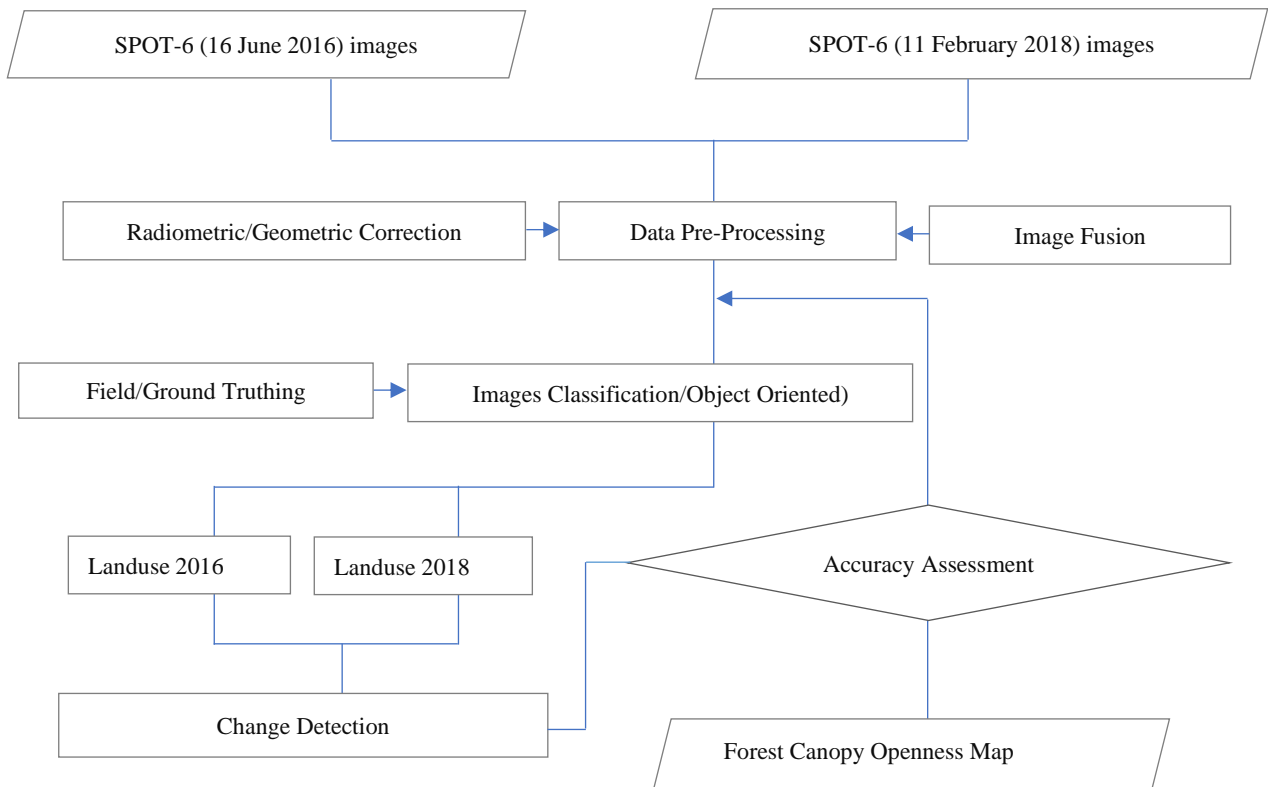 SPOT-6 (16 June 2016) images
SPOT-6 (11 February 2018) images
Radiometric/Geometric Correction
Data Pre-Processing
Image Fusion
Field/Ground Truthing
Images Classification/Object Oriented)
Landuse 2016
Landuse 2018
Accuracy Assessment
Change Detection
Forest Canopy Openness Map